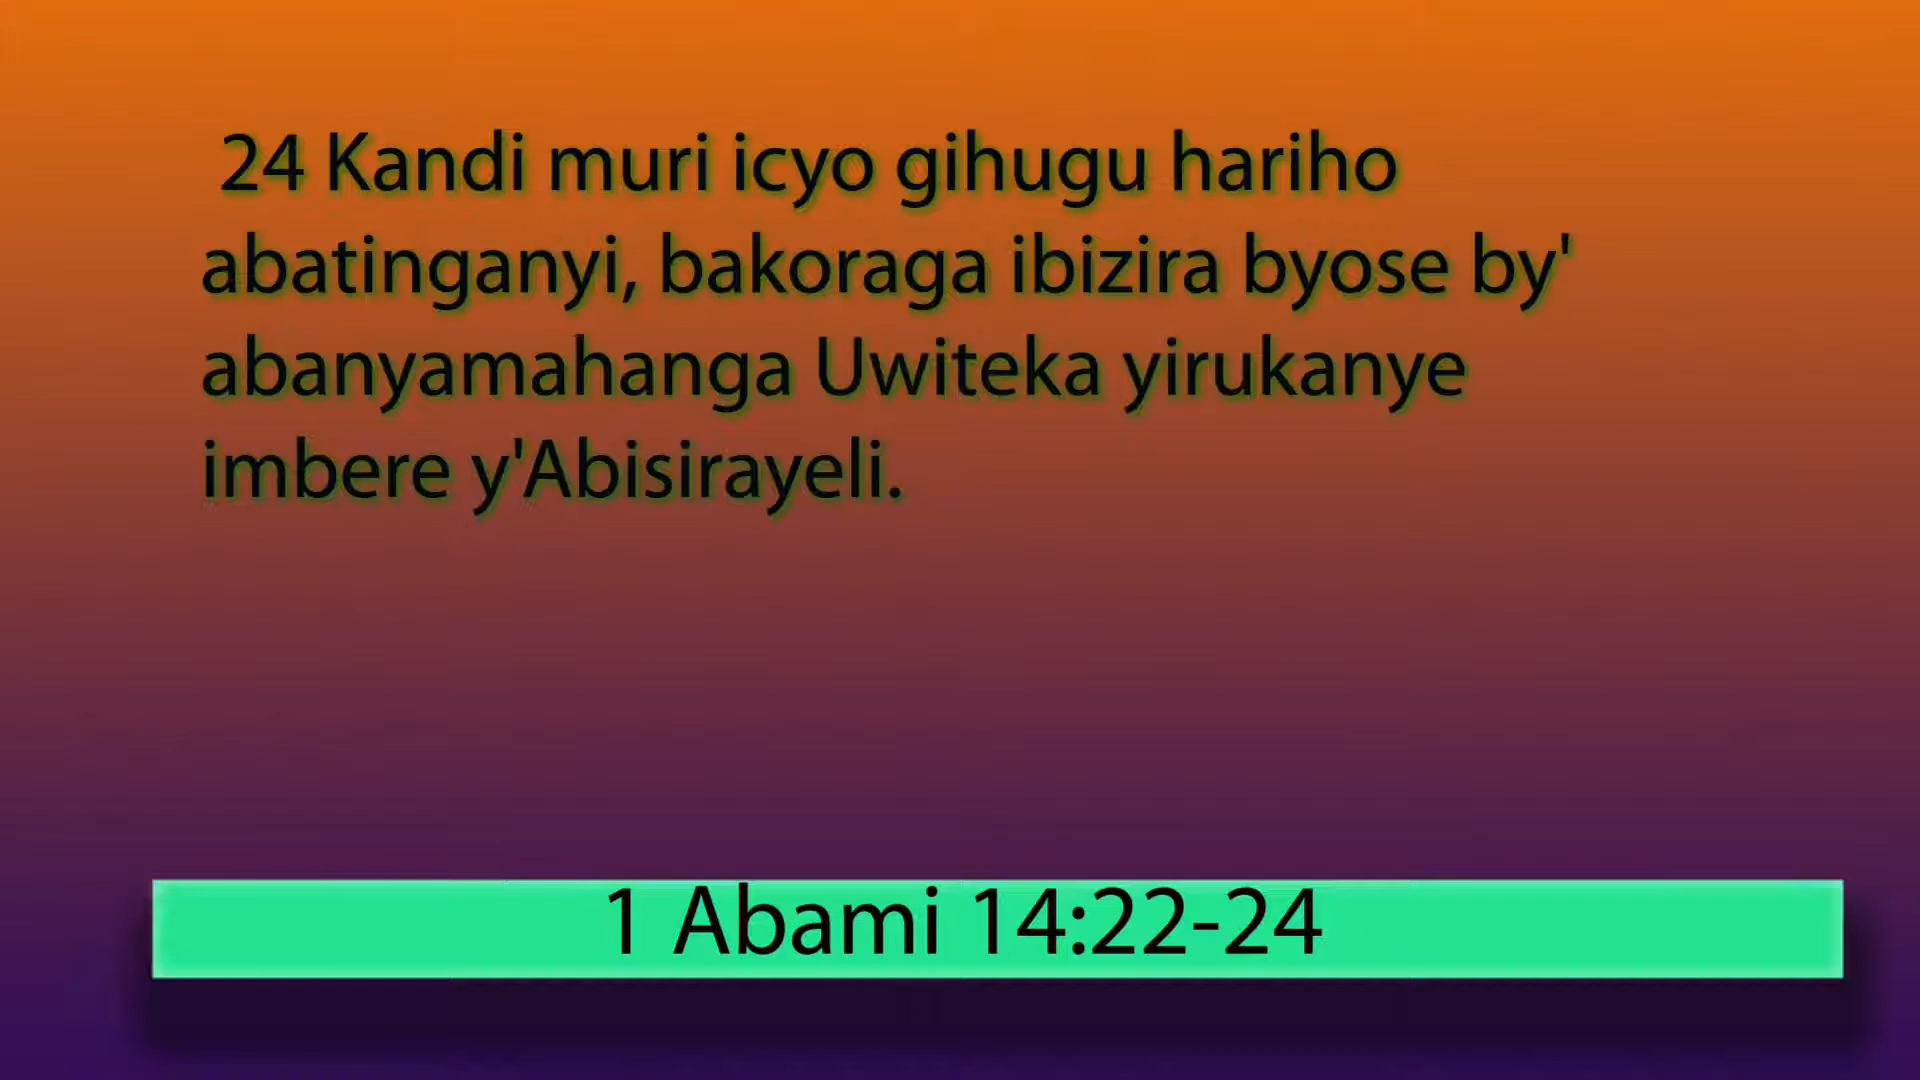 24 Kandi muri icyo gihugu hariho
abatinganyi, bakoraga ibizira byose by'
abanyamahanga Uwiteka yirukanye
imbere y'Abisirayeli.
1 Abami 14:22-24